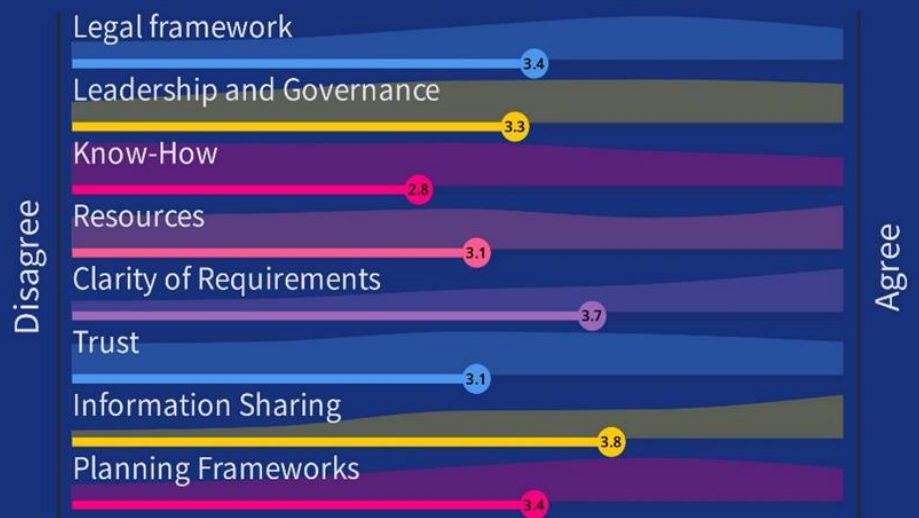 Legal framework
3.4
Leadership and Governance
3.3
Know-How
2.8
Resources
3.1
Clarity of Requirements
3.7
Trust
3.1
Information Sharing
3.8
Planning Frameworks
3.4
Disagree
Agree